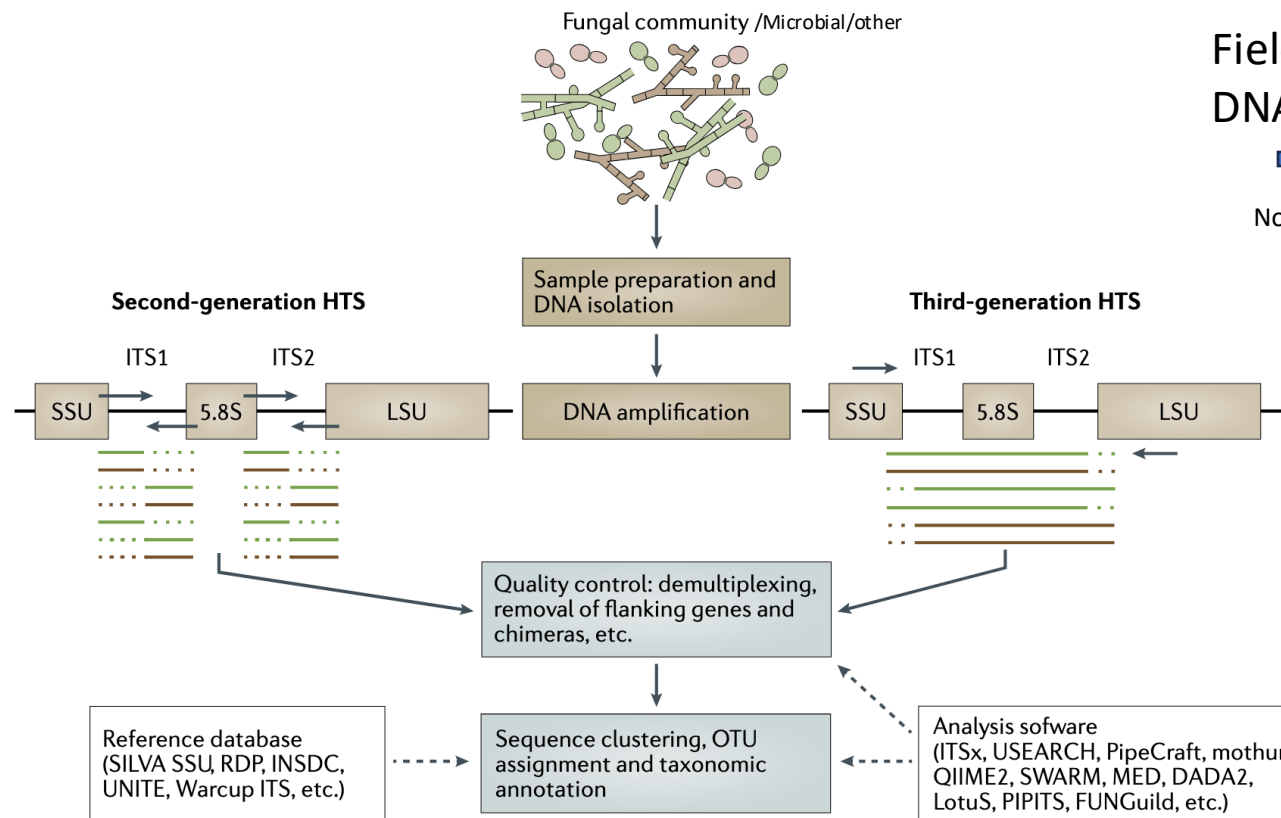 Fungal community /Microbial/other
Fiel
DNA
No
Sample preparation and
DNA isolation
Second-generation HTS
Third-generation HTS
ITS1
ITS2
ITS1
ITS2
SSU
5.8S
LSU
DNA amplification
SSU
5.8S
LSU
Quality control: demultiplexing,
removal of flanking genes and
chimeras, etc.
Reference database
(SILVA SSU, RDP, INSDC,
UNITE, Warcup ITS, etc.)
Sequence clustering, OTU
assignment and taxonomic
annotation
Analysis sofware
(ITSx, USEARCH, PipeCraft, mothur
QIIME2, SWARM, MED, DADA2,
LotuS, PIPITS, FUNGuild, etc.)